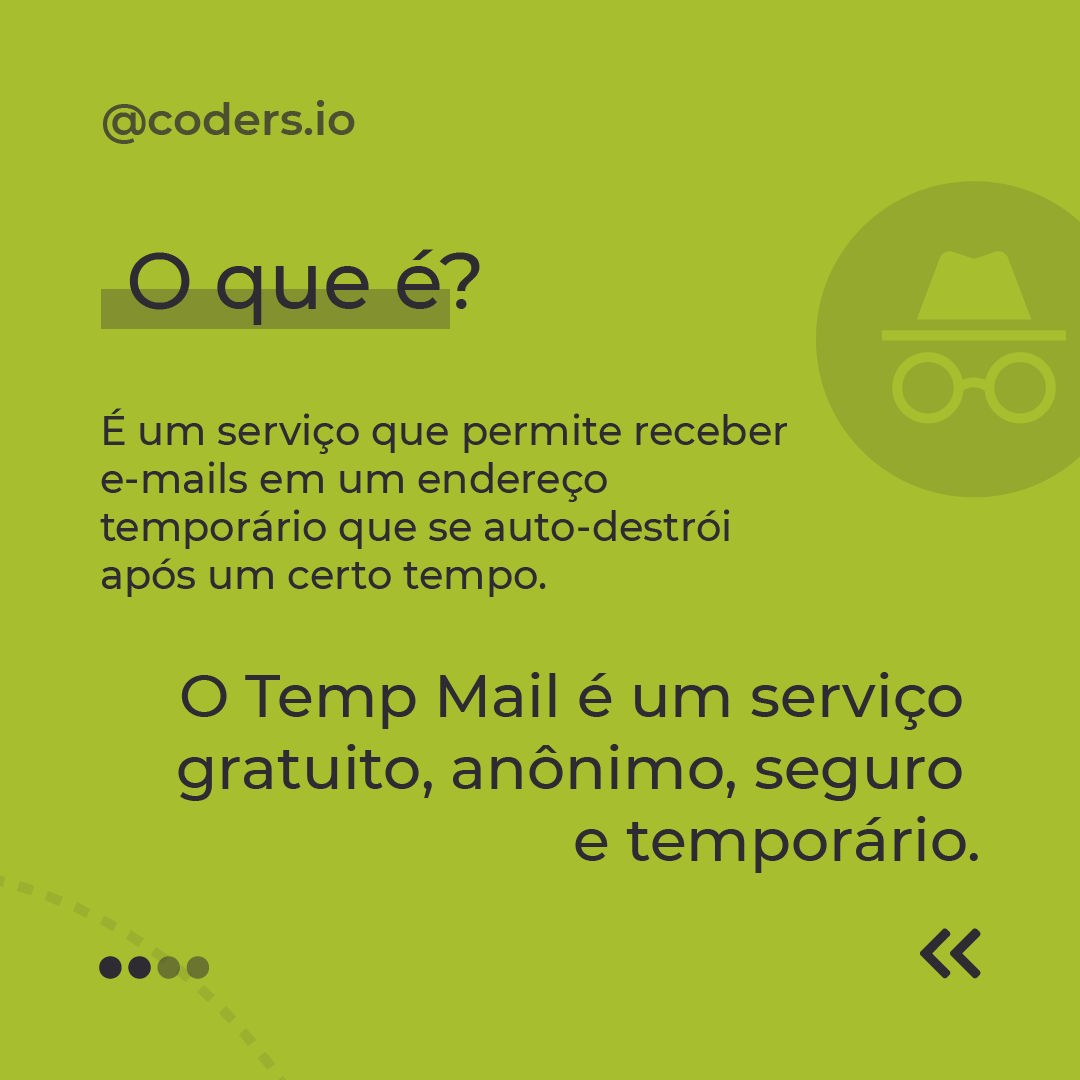 @coders.io
O que é?
É um serviço que permite receber
e-mails em um endereço
temporário que se auto-destrói
após um certo tempo.
O Temp Mail é um serviço
gratuito, anônimo, seguro
e temporário.